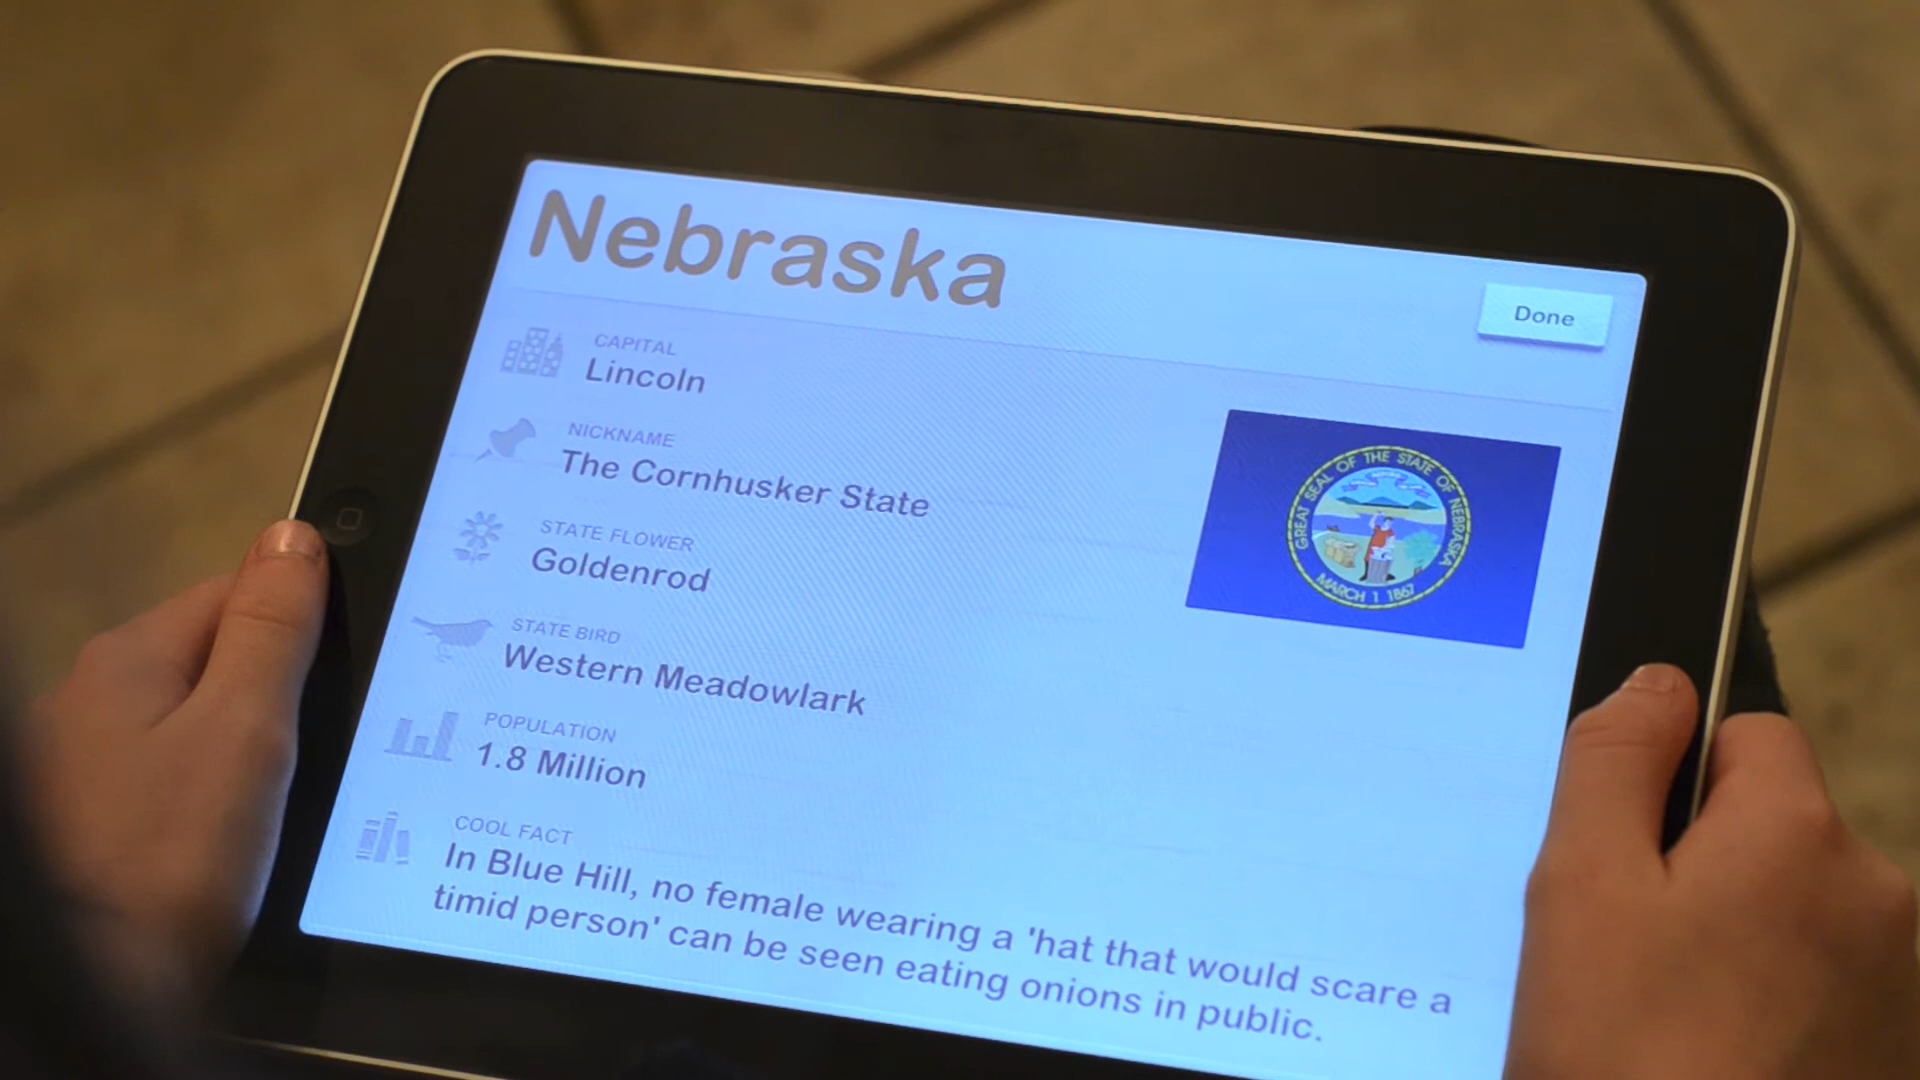 Nebraska
Done
CAPITAL
Lincoln
NICKNAME
The Cornhusker State
STATE FLOWER
Goldenrod
STATE BIRD
Western Meadowlark
POPULATION
1.8 Million
COOL FACT
In Blue Hill, no female wearing a 'hat that would scare a
timid person' can be seen eating onions in public.
GREAT SEAL OF THE STATE OF NEBRASKA
MARCH 1 1867